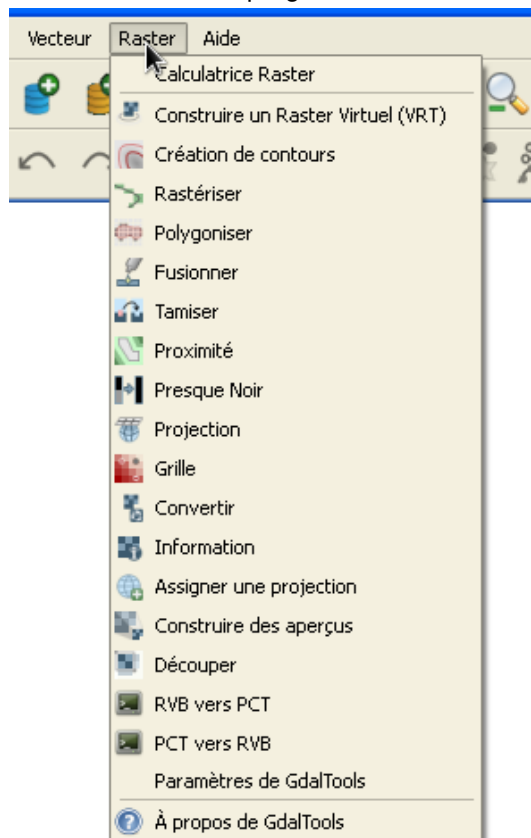 Vecteur Raster Aide
Calculatrice Raster
Construire un Raster Virtuel (VRT)
Création de contours
Rastériser
Polygoniser
Fusionner
Tamiser
Proximité
Presque Noir
Projection
Grille
Convertir
Information
Assigner une projection
Construire des aperçus
Découper
RVB vers PCT
PCT vers RVB
Paramètres de GdalTools
À propos de GdalTools